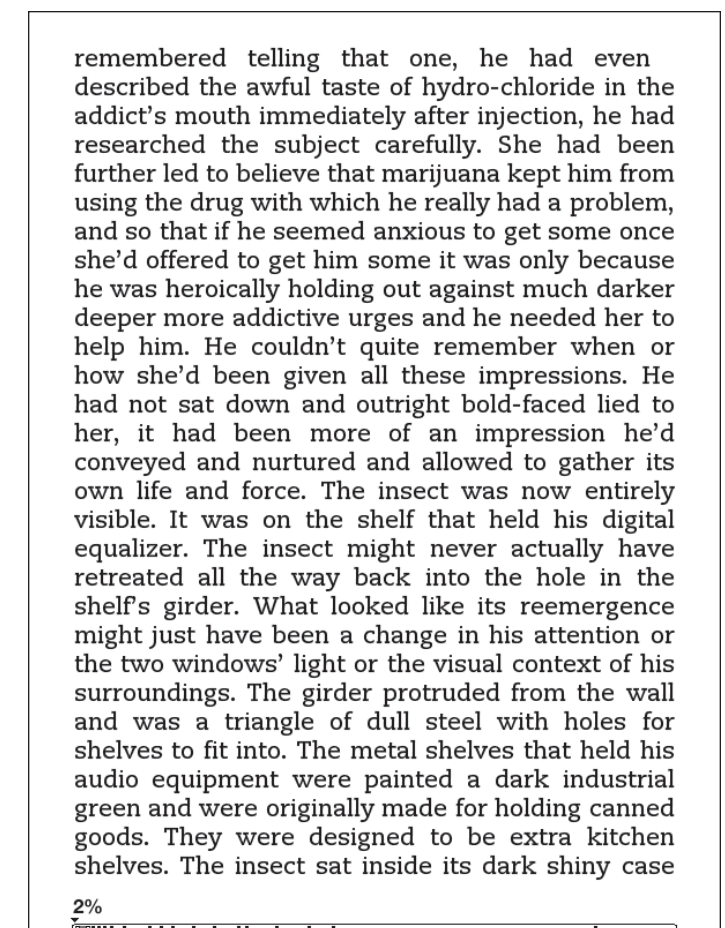 remembered telling that one, he had even
described the awful taste of hydro-chloride in the
addict’s mouth immediately after injection, he had
researched the subject carefully. She had been
further led to believe that marijuana kept him from
using the drug with which he really had a problem,
and so that if he seemed anxious to get some once
she’d offered to get him some it was only because
he was heroically holding out against much darker
deeper more addictive urges and he needed her to
help him. He couldn’t quite remember when or
how she’d been given all these impressions. He
had not sat down and outright bold-faced lied to
her, it had been more of an impression he’d
conveyed and nurtured and allowed to gather its
own life and force. The insect was now entirely
visible. It was on the shelf that held his digital
equalizer. The insect might never actually have
retreated all the way back into the hole in the
shelf’s girder. What looked like its reemergence
might just have been a change in his attention or
the two windows’ light or the visual context of his
surroundings. The girder protruded from the wall
and was a triangle of dull steel with holes for
shelves to fit into. The metal shelves that held his
audio equipment were painted a dark industrial
green and were originally made for holding canned
goods. They were designed to be extra kitchen
shelves. The insect sat inside its dark shiny case
2%